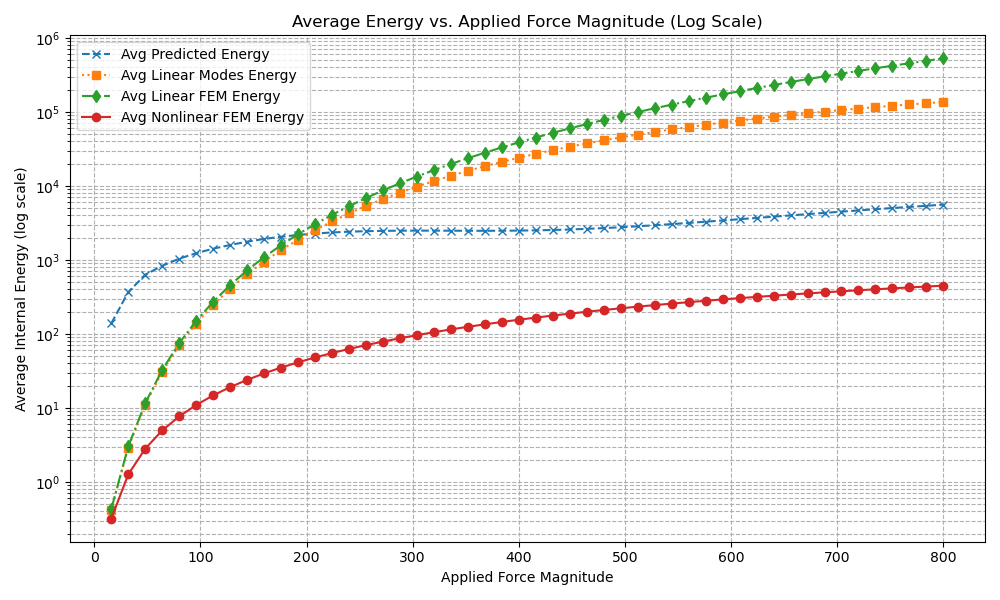 Average Energy vs. Applied Force Magnitude (Log Scale)
Avg Predicted Energy
Avg Linear Modes Energy
Avg Linear FEM Energy
Avg Nonlinear FEM Energy
Average Internal Energy (log scale)
10⁶
10⁵
10⁴
10³
10²
10¹
10⁰
0 100 200 300 400 500 600 700 800
Applied Force Magnitude